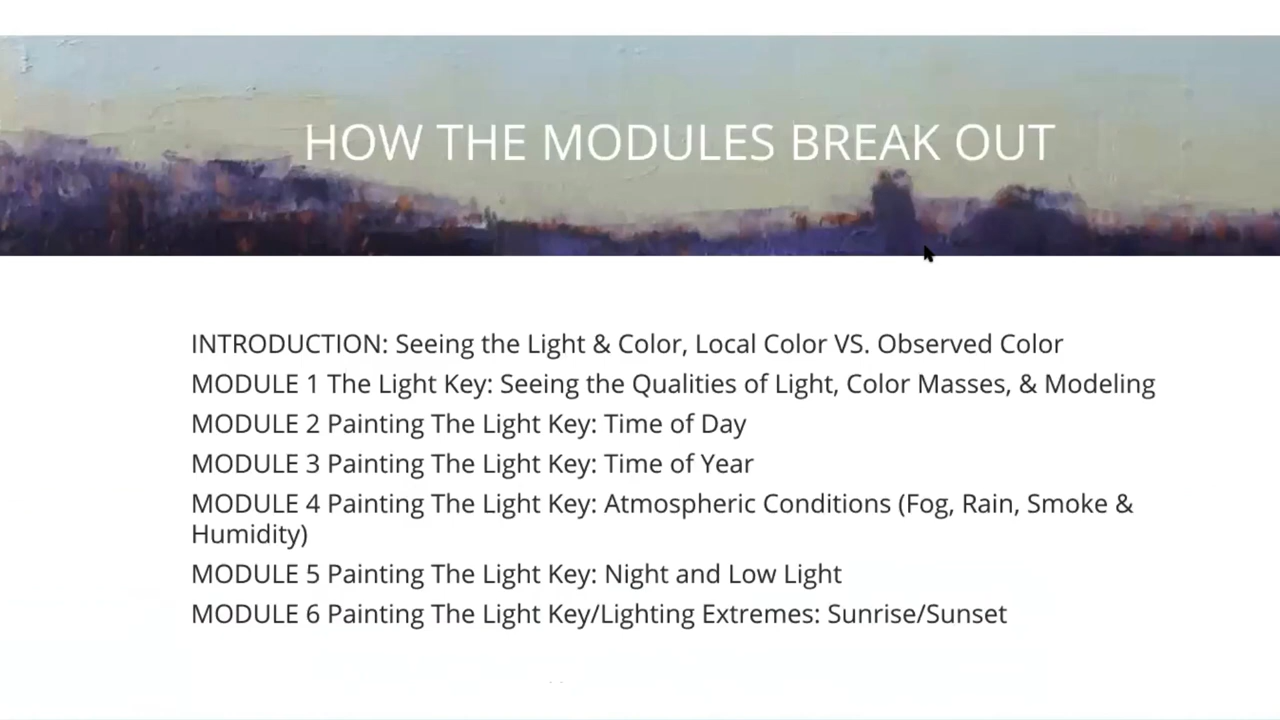 HOW THE MODULES BREAK OUT
INTRODUCTION: Seeing the Light & Color, Local Color VS. Observed Color
MODULE 1 The Light Key: Seeing the Qualities of Light, Color Masses, & Modeling
MODULE 2 Painting The Light Key: Time of Day
MODULE 3 Painting The Light Key: Time of Year
MODULE 4 Painting The Light Key: Atmospheric Conditions (Fog, Rain, Smoke &
Humidity)
MODULE 5 Painting The Light Key: Night and Low Light
MODULE 6 Painting The Light Key/Lighting Extremes: Sunrise/Sunset